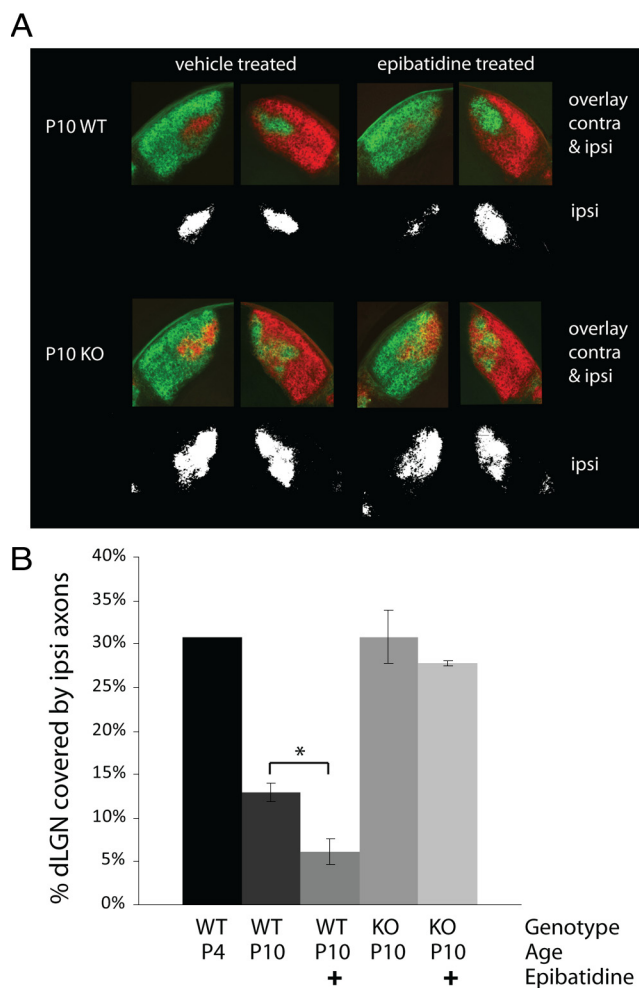 A
vehicle treated epibatidine treated
P10 WT
overlay
contra
& ipsi
ipsi
P10 KO
overlay
contra
& ipsi
ipsi
B
% dLGN covered by ipsi axons
40%
35%
30%
25%
20%
15%
10%
5%
0%
*
WT WT WT KO KO Genotype
P4 P10 P10 P10 P10 Age
+ + Epibatidine